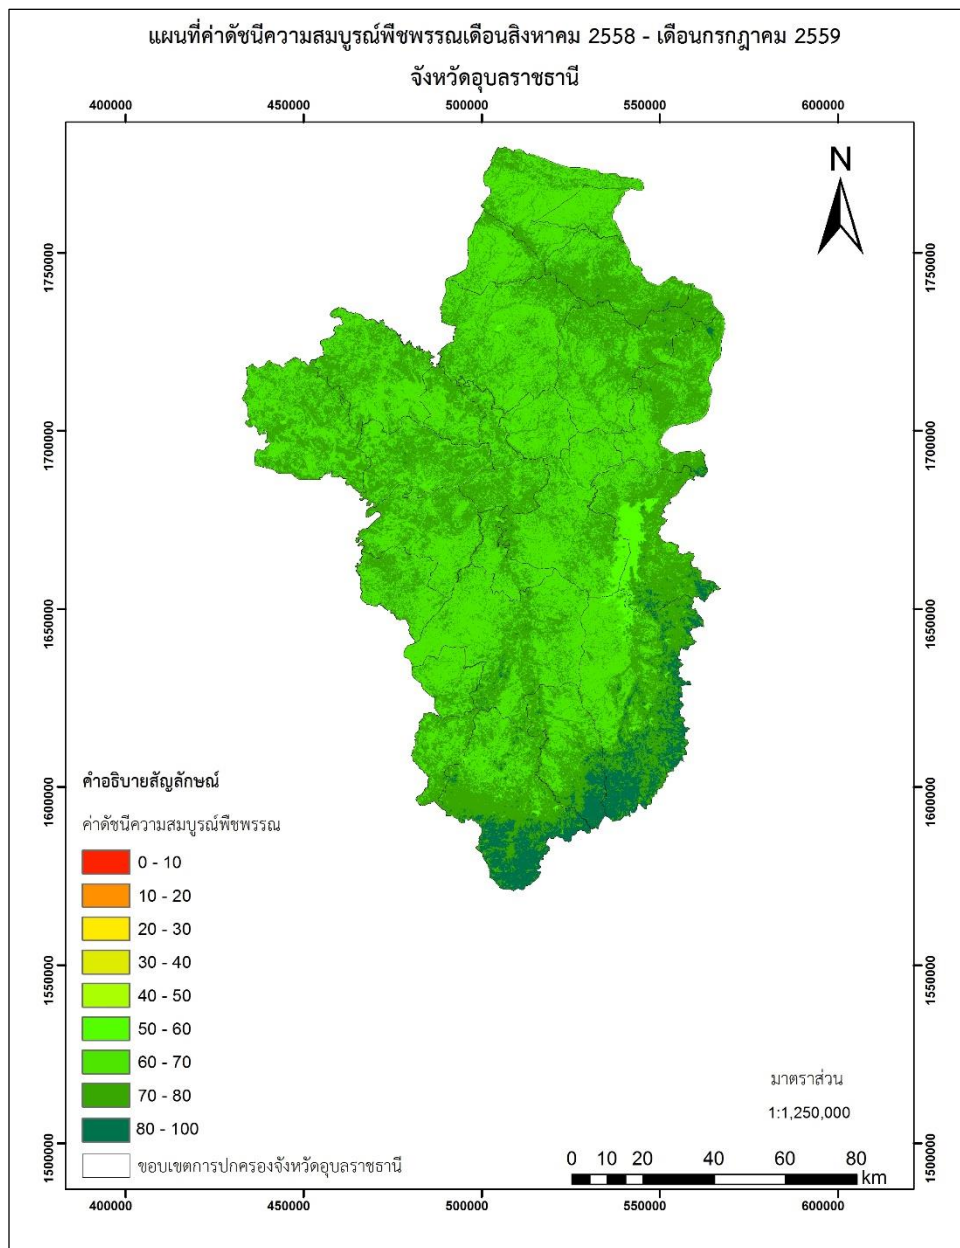 แผนที่ค่าดัชนีความสมบูรณ์พืชพรรณเดือนสิงหาคม 2558 - เดือนกรกฎาคม 2559
จังหวัดอุบลราชธานี
400000 450000 500000 550000 600000
N
1750000 1750000
1700000 1700000
1650000 1650000
1600000 1600000
1550000 1550000
1500000 1500000
คำอธิบายสัญลักษณ์
ค่าดัชนีความสมบูรณ์พืชพรรณ
0 - 10
10 - 20
20 - 30
30 - 40
40 - 50
50 - 60
60 - 70
70 - 80
80 - 100
ขอบเขตการปกครองจังหวัดอุบลราชธานี
มาตราส่วน
1:1,250,000
0 10 20 40 60 80
km
400000 450000 500000 550000 600000